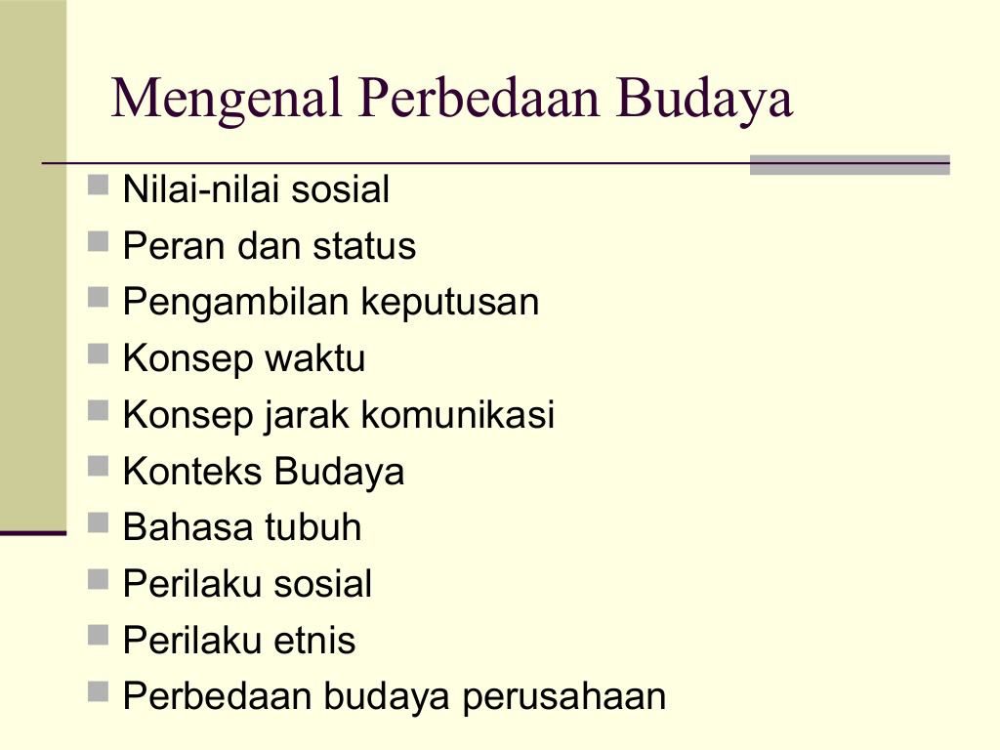 Mengenal Perbedaan Budaya
Nilai-nilai sosial
Peran dan status
Pengambilan keputusan
Konsep waktu
Konsep jarak komunikasi
Konteks Budaya
Bahasa tubuh
Perilaku sosial
Perilaku etnis
Perbedaan budaya perusahaan